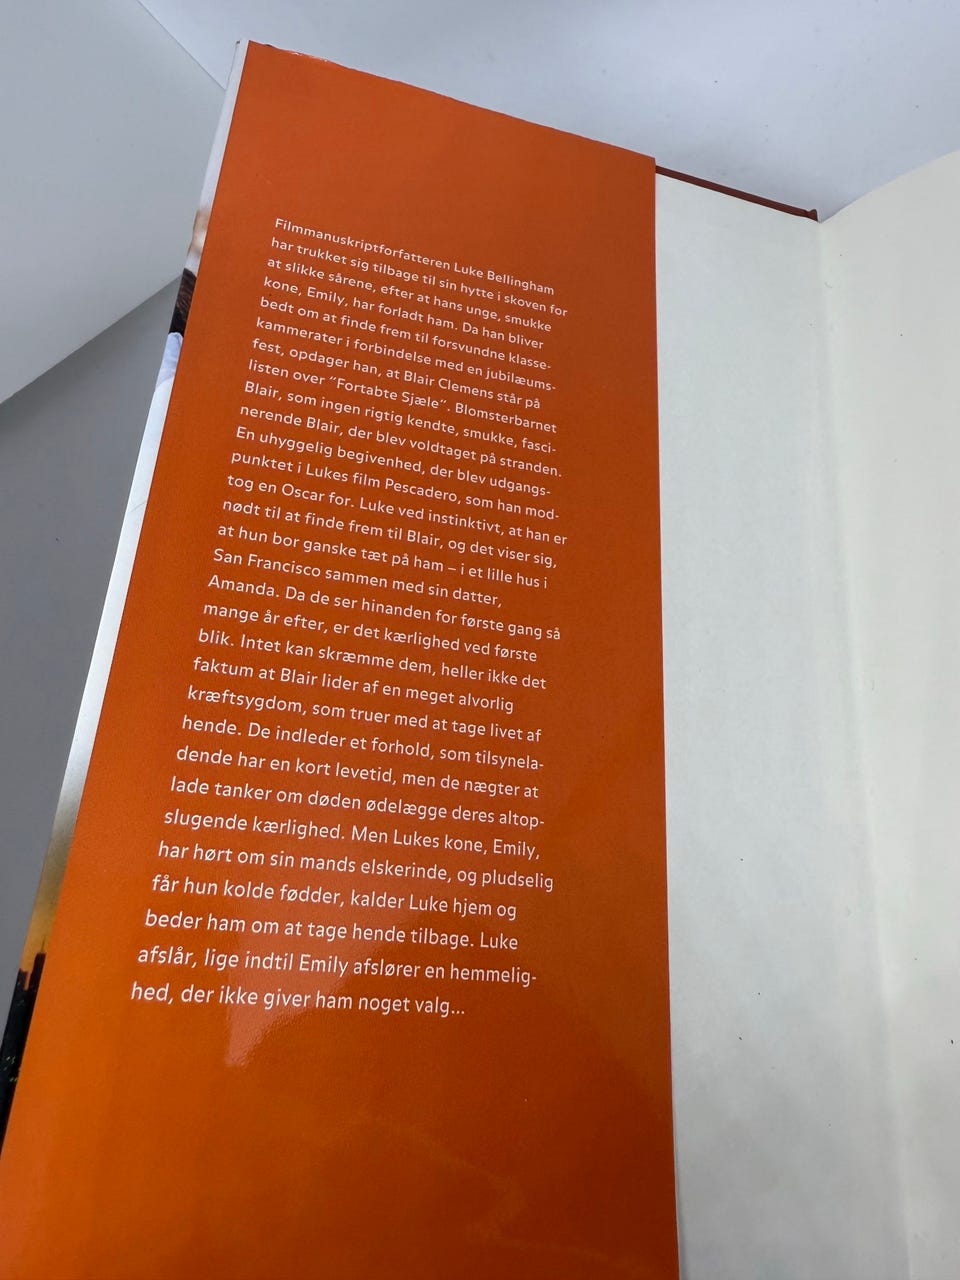 Filmmanuskriptforfatteren Luke Bellingham
har trukket sig tilbage til sin hytte i skoven for
at slikke sårene, efter at hans unge, smukke
kone, Emily, har forladt ham. Da han bliver
bedt om at finde frem til forsvundne klasse-
kammerater i forbindelse med en jubilæums-
fest, opdager han, at Blair Clemens står på
listen over "Fortabte Sjæle". Blomsterbarnet
Blair, som ingen rigtig kendte, smukke, fasci-
nerende Blair, der blev voldtaget på stranden.
En uhyggelig begivenhed, der blev udgangs-
punktet i Lukes film Pescadero, som han mod-
tog en Oscar for. Luke ved instinktivt, at han er
nødt til at finde frem til Blair, og det viser sig,
at hun bor ganske tæt på ham – i et lille hus i
San Francisco sammen med sin datter,
Amanda. Da de ser hinanden for første gang så
mange år efter, er det kærlighed ved første
blik. Intet kan skræmme dem, heller ikke det
faktum at Blair lider af en meget alvorlig
kræftsygdom, som truer med at tage livet af
hende. De indleder et forhold, som tilsynela-
dende har en kort levetid, men de nægter at
lade tanker om døden ødelægge deres altop-
slugende kærlighed. Men Lukes kone, Emily,
har hørt om sin mands elskerinde, og pludselig
får hun kolde fødder, kalder Luke hjem og
beder ham om at tage hende tilbage. Luke
afslår, lige indtil Emily afslører en hemmelig-
hed, der ikke giver ham noget valg...